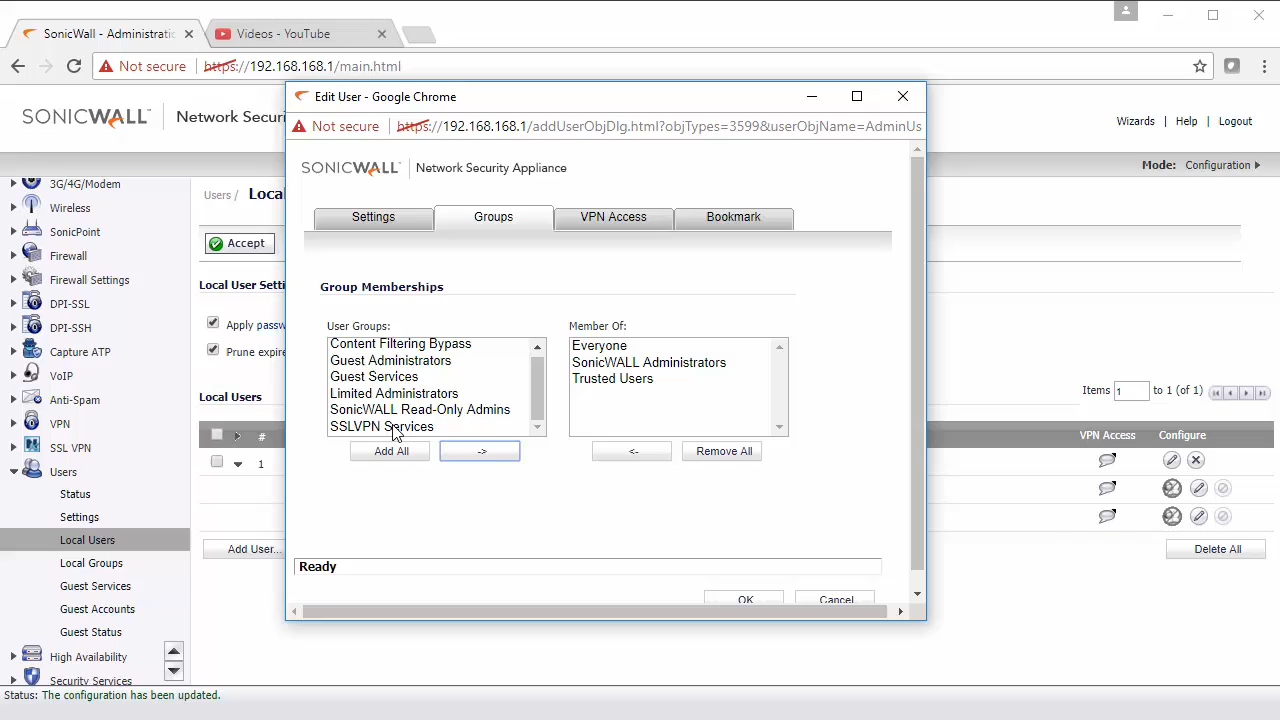 SonicWall - Administratic
Videos - YouTube
Not secure https://192.168.168.1/main.html
Edit User - Google Chrome
Not secure https://192.168.168.1/addUserObjDlg.html?objTypes=3599&userObjName=AdminUs
SONICWALL Network Securi
Wizards Help Logout
Mode: Configuration
SONICWALL Network Security Appliance
Settings Groups VPN Access Bookmark
3G/4G/Modem
Wireless
SonicPoint
Firewall
Firewall Settings
DPI-SSL
DPI-SSH
Capture ATP
VoIP
Anti-Spam
VPN
SSL VPN
Users
Status
Settings
Local Users
Local Groups
Guest Services
Guest Accounts
Guest Status
High Availability
Security Services
Users / Local
Accept
Local User Setti
Apply passw
Prune expire
Local Users
#
1
Add User...
Group Memberships
User Groups:
Content Filtering Bypass
Guest Administrators
Guest Services
Limited Administrators
SonicWALL Read-Only Admins
SSLVPN Services
Add All ->
Member Of:
Everyone
SonicWALL Administrators
Trusted Users
<- Remove All
Ready
OK Cancel
Items 1 to 1 (of 1)
VPN Access Configure
Delete All
Status: The configuration has been updated.